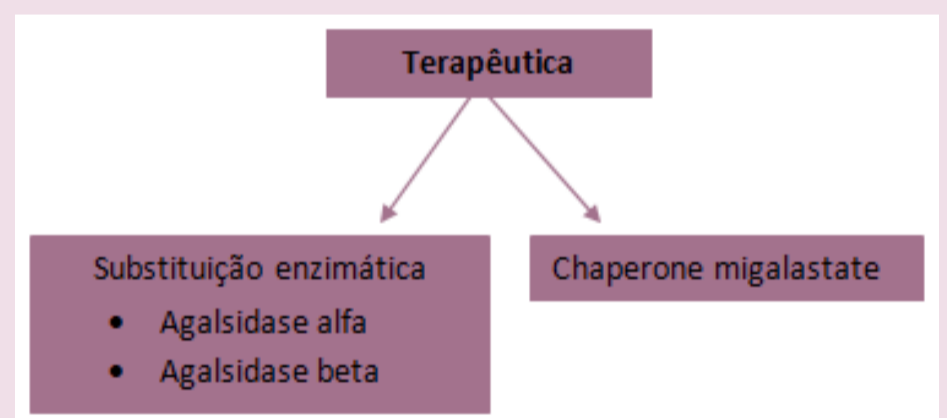 Terapêutica
Substituição enzimática
• Agalsidase alfa
• Agalsidase beta
Chaperone migalastate